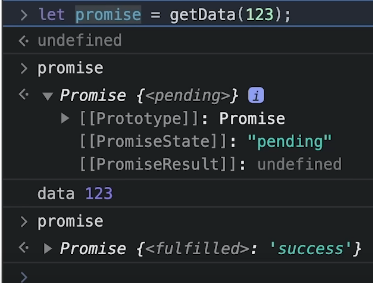 let promise = getData(123);
undefined
promise
Promise {<pending>} i
[[Prototype]]: Promise
[[PromiseState]]: "pending"
[[PromiseResult]]: undefined
data 123
promise
Promise {<fulfilled>: 'success'}